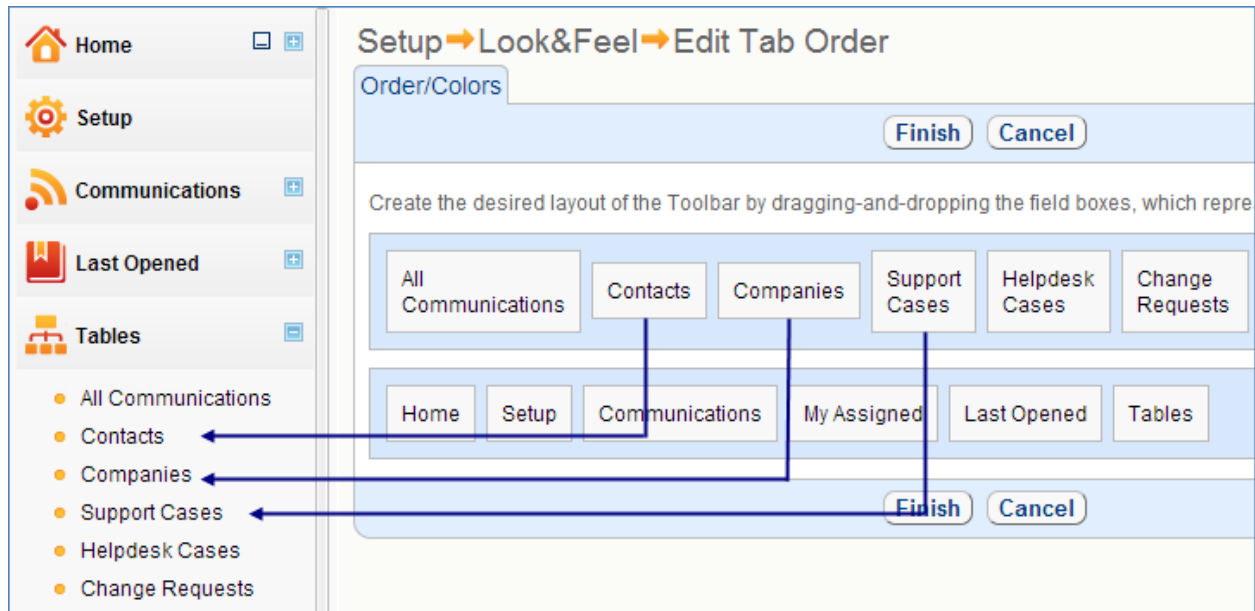 Home
Setup
Communications
Last Opened
Tables
All Communications
Contacts
Companies
Support Cases
Helpdesk Cases
Change Requests
Setup Look&Feel Edit Tab Order
Order/Colors
Finish Cancel
Create the desired layout of the Toolbar by dragging-and-dropping the field boxes, which repre
All
Communications
Contacts
Companies
Support
Cases
Helpdesk
Cases
Change
Requests
Home Setup Communications My Assigned Last Opened Tables
Finish Cancel